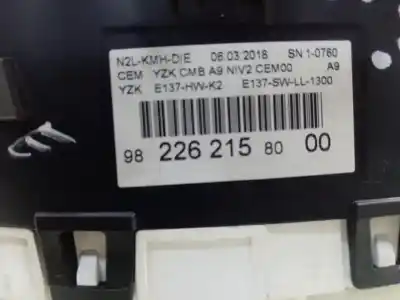 N2L-KMH-D|E 06.03.2018 SN 1-0760
CEM YZK CMB A9 NIV2 CEM00 A9
YZK E137-HW-K2 E137-SW-LL-1300
98 226 215 80 00